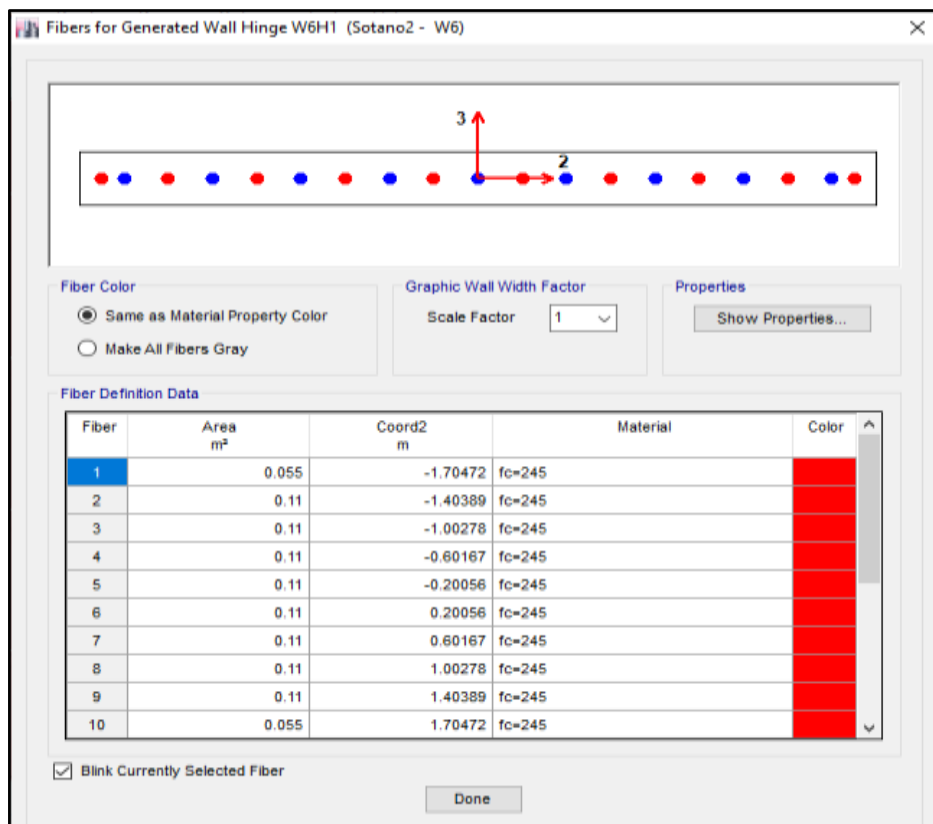 Fibers for Generated Wall Hinge W6H1 (Sotano2 - W6)
3
2
Fiber Color
Same as Material Property Color
Make All Fibers Gray
Graphic Wall Width Factor
Scale Factor 1
Properties
Show Properties...
Fiber Definition Data
Fiber Area Coord2 Material Color
m² m
1 0.055 -1.70472 fc=245
2 0.11 -1.40389 fc=245
3 0.11 -1.00278 fc=245
4 0.11 -0.60167 fc=245
5 0.11 -0.20056 fc=245
6 0.11 0.20056 fc=245
7 0.11 0.60167 fc=245
8 0.11 1.00278 fc=245
9 0.11 1.40389 fc=245
10 0.055 1.70472 fc=245
Blink Currently Selected Fiber
Done